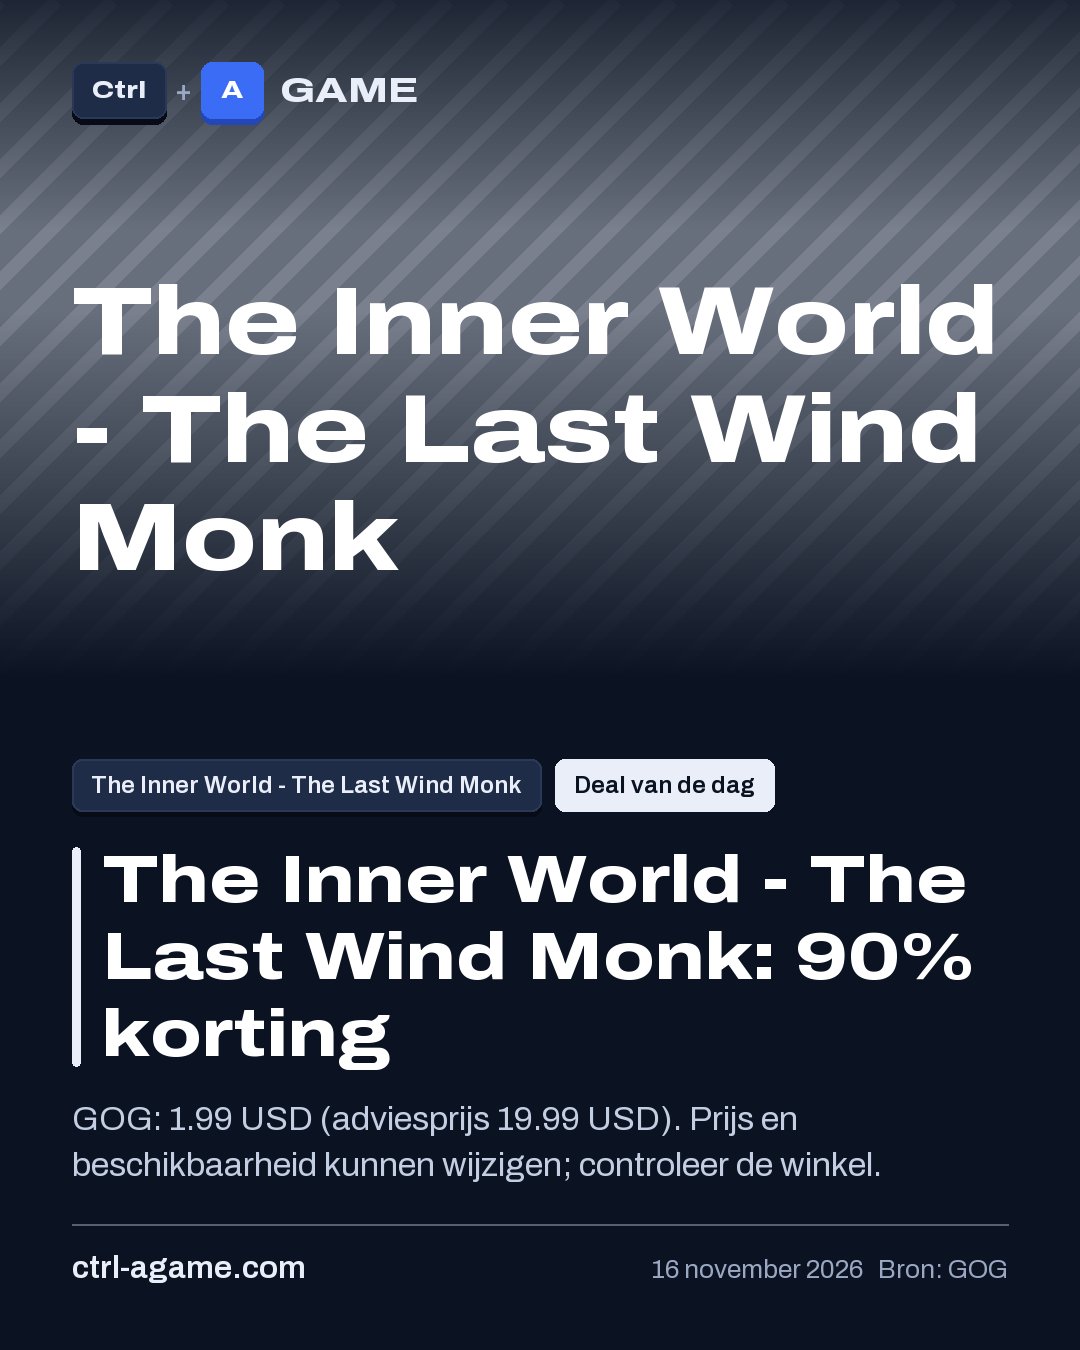 Ctrl + A GAME
The Inner World
- The Last Wind
Monk
The Inner World - The Last Wind Monk Deal van de dag
The Inner World - The
Last Wind Monk: 90%
korting
GOG: 1.99 USD (adviesprijs 19.99 USD). Prijs en
beschikbaarheid kunnen wijzigen; controleer de winkel.
ctrl-agame.com 16 november 2026 Bron: GOG